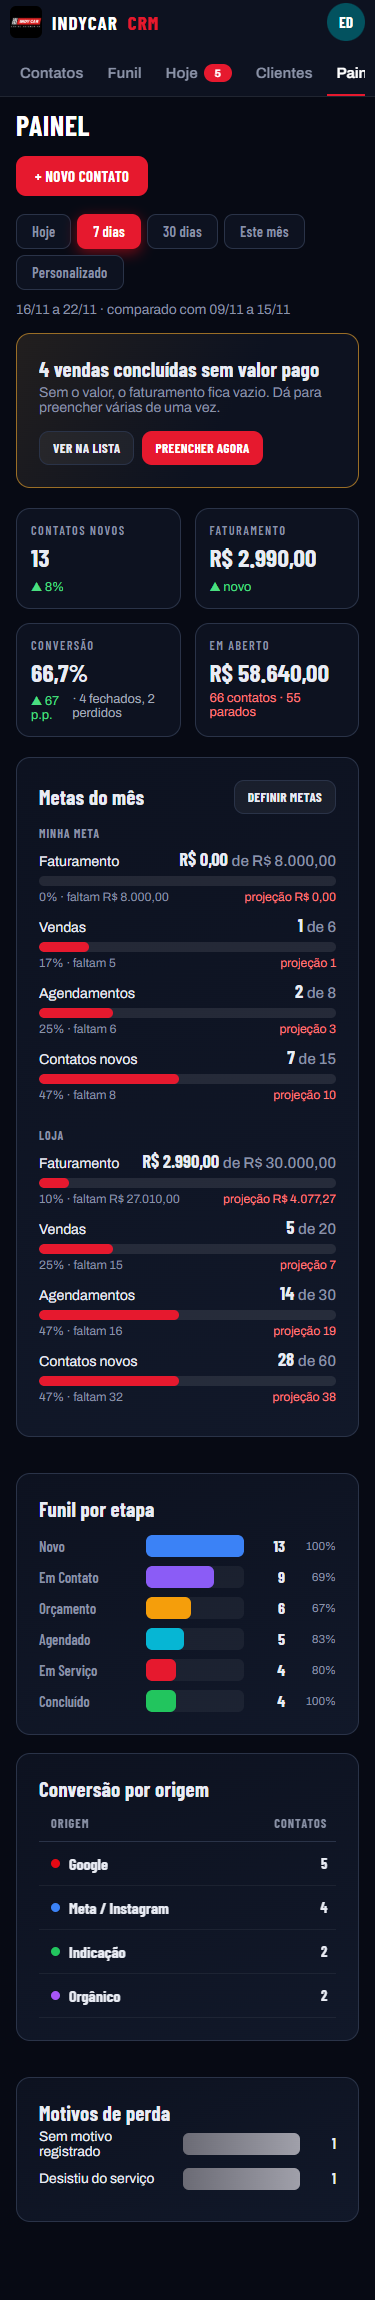 INDYCAR CRM
ED
Contatos Funil Hoje 5 Clientes Pain
PAINEL
+ NOVO CONTATO
Hoje 7 dias 30 dias Este mês
Personalizado
16/11 a 22/11 · comparado com 09/11 a 15/11
4 vendas concluídas sem valor pago
Sem o valor, o faturamento fica vazio. Dá para
preencher várias de uma vez.
VER NA LISTA PREENCHER AGORA
CONTATOS NOVOS
13
▲ 8%
FATURAMENTO
R$ 2.990,00
▲ novo
CONVERSÃO
66,7%
▲ 67 p.p. · 4 fechados, 2 perdidos
EM ABERTO
R$ 58.640,00
66 contatos · 55
parados
Metas do mês DEFINIR METAS
MINHA META
Faturamento R$ 0,00 de R$ 8.000,00
0% · faltam R$ 8.000,00 projeção R$ 0,00
Vendas 1 de 6
17% · faltam 5 projeção 1
Agendamentos 2 de 8
25% · faltam 6 projeção 3
Contatos novos 7 de 15
47% · faltam 8 projeção 10
LOJA
Faturamento R$ 2.990,00 de R$ 30.000,00
10% · faltam R$ 27.010,00 projeção R$ 4.077,27
Vendas 5 de 20
25% · faltam 15 projeção 7
Agendamentos 14 de 30
47% · faltam 16 projeção 19
Contatos novos 28 de 60
47% · faltam 32 projeção 38
Funil por etapa
Novo 13 100%
Em Contato 9 69%
Orçamento 6 67%
Agendado 5 83%
Em Serviço 4 80%
Concluído 4 100%
Conversão por origem
ORIGEM CONTATOS
Google 5
Meta / Instagram 4
Indicação 2
Orgânico 2
Motivos de perda
Sem motivo
registrado 1
Desistiu do serviço 1